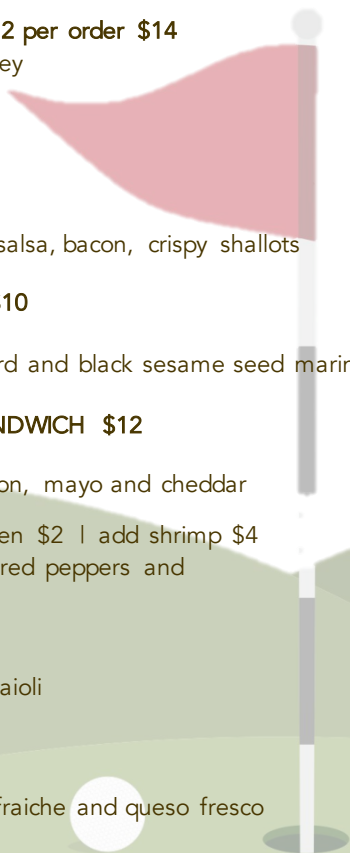 2 per order $14
ey
salsa, bacon, crispy shallots
$10
rd and black sesame seed marin
NDWICH $12
on, mayo and cheddar
en $2 | add shrimp $4
red peppers and
aioli
fraiche and queso fresco